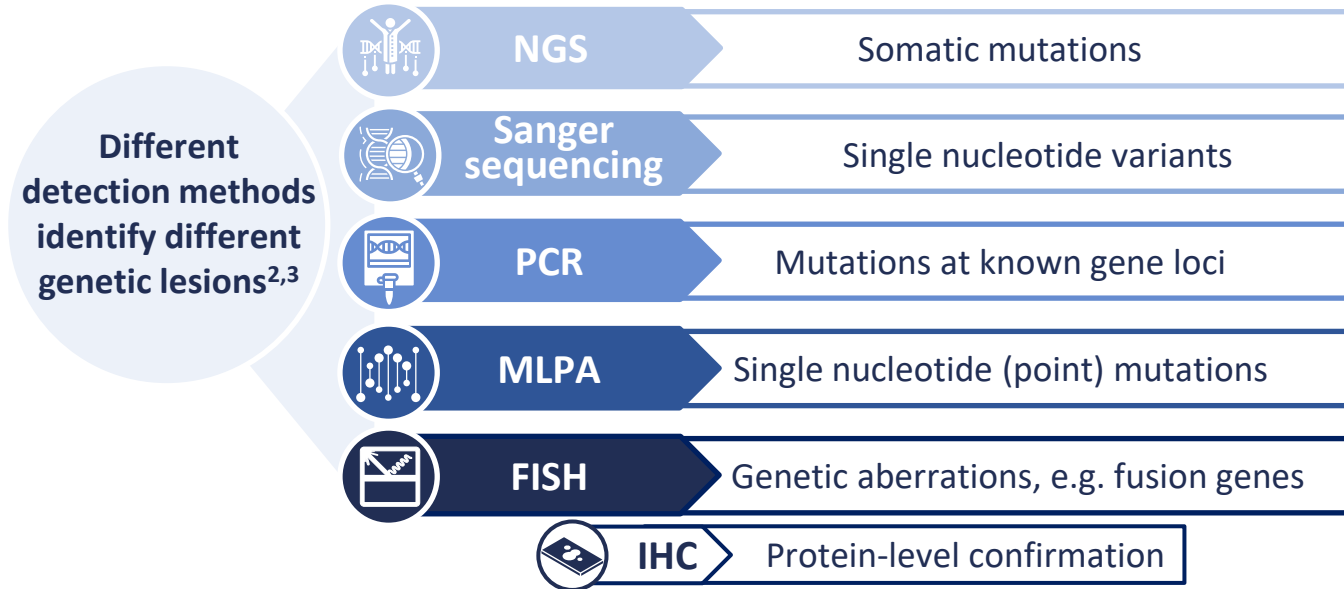 Different
detection methods
identify different
genetic lesions2,3
NGS
Somatic mutations
Sanger
sequencing
Single nucleotide variants
PCR
Mutations at known gene loci
MLPA
Single nucleotide (point) mutations
FISH
Genetic aberrations, e.g. fusion genes
IHC
Protein-level confirmation